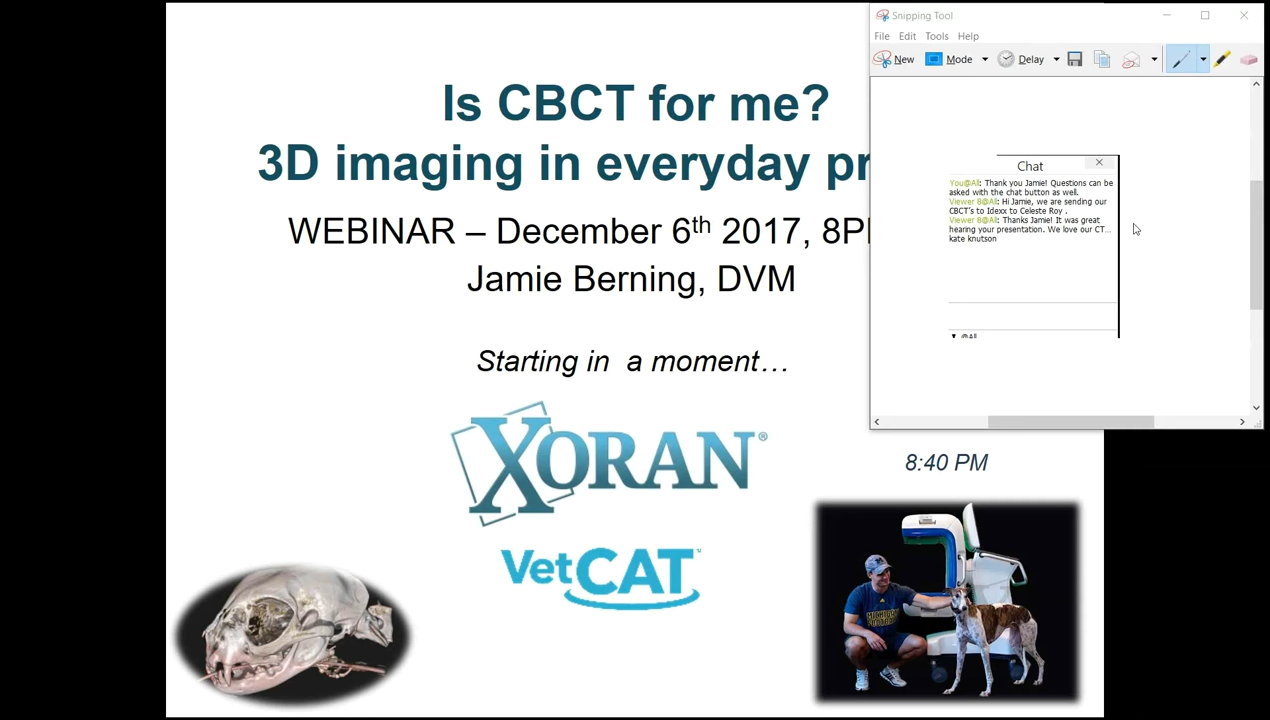 Is CBCT for me?
3D imaging in everyday pr
WEBINAR – December 6th 2017, 8P
Jamie Berning, DVM
Starting in a moment…
XORAN®
VetCAT™
8:40 PM
MICHIGAN
Snipping Tool
File Edit Tools Help
New Mode Delay
Chat
You@All: Thank you Jamie! Questions can be
asked with the chat button as well.
Viewer 8@All: Hi Jamie, we are sending our
CBCT's to Idexx to Celeste Roy .
Viewer 8@All: Thanks Jamie! It was great
hearing your presentation. We love our CT...
kate knutson
@All